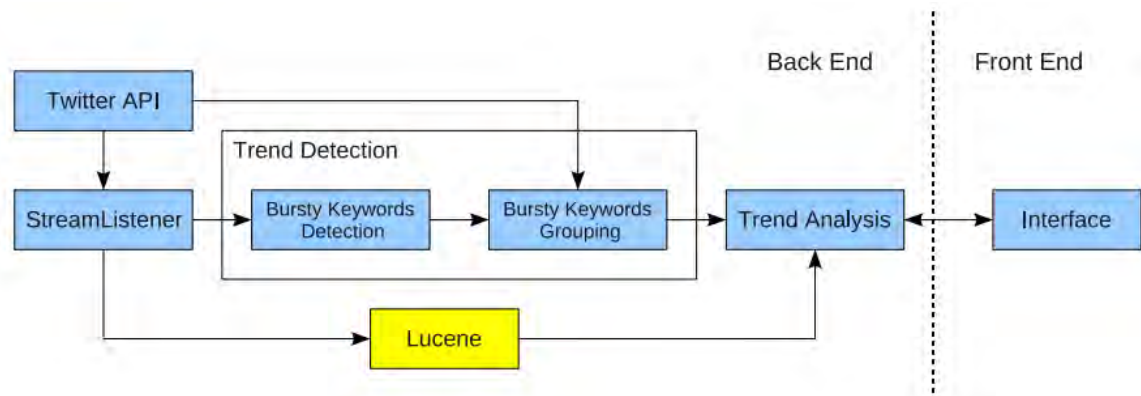 Back End
Front End
Twitter API
Trend Detection
StreamListener
Bursty Keywords
Detection
Bursty Keywords
Grouping
Trend Analysis
Interface
Lucene